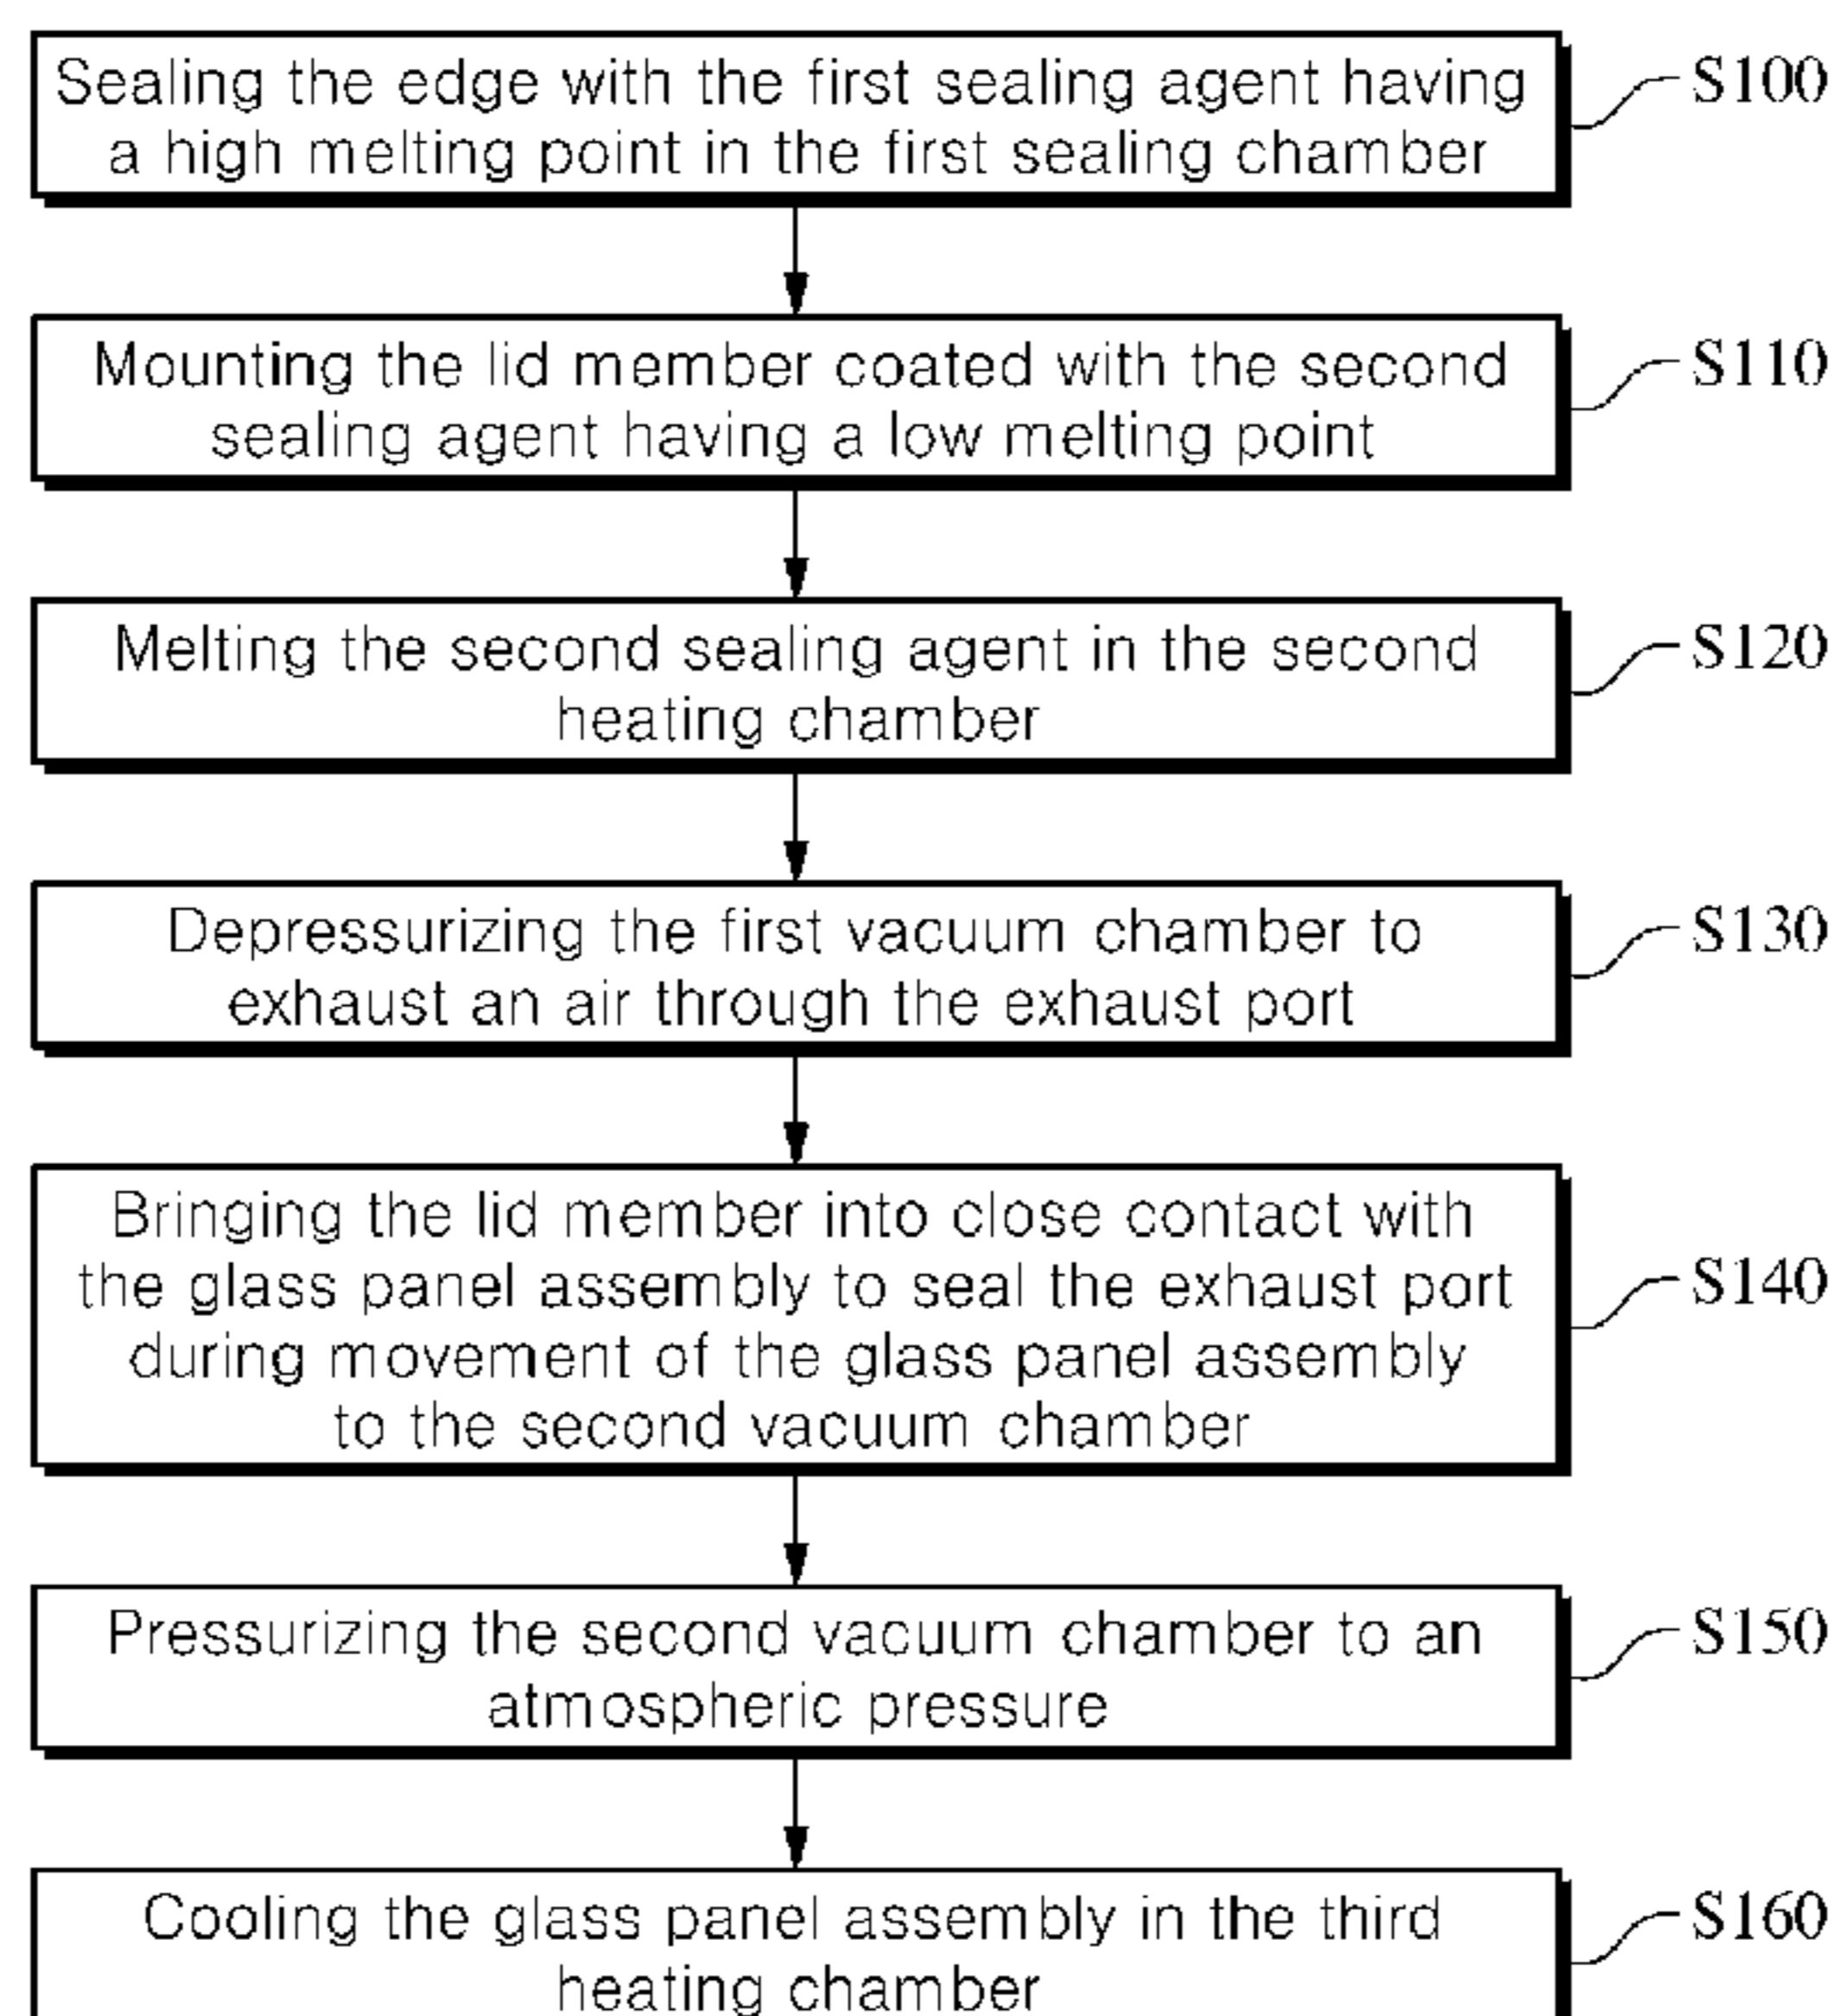 Sealing the edge with the first sealing agent having
a high melting point in the first sealing chamber
S100
Mounting the lid member coated with the second
sealing agent having a low melting point
S110
Melting the second sealing agent in the second
heating chamber
S120
Depressurizing the first vacuum chamber to
exhaust an air through the exhaust port
S130
Bringing the lid member into close contact with
the glass panel assembly to seal the exhaust port
during movement of the glass panel assembly
to the second vacuum chamber
S140
Pressurizing the second vacuum chamber to an
atmospheric pressure
S150
Cooling the glass panel assembly in the third
heating chamber
S160